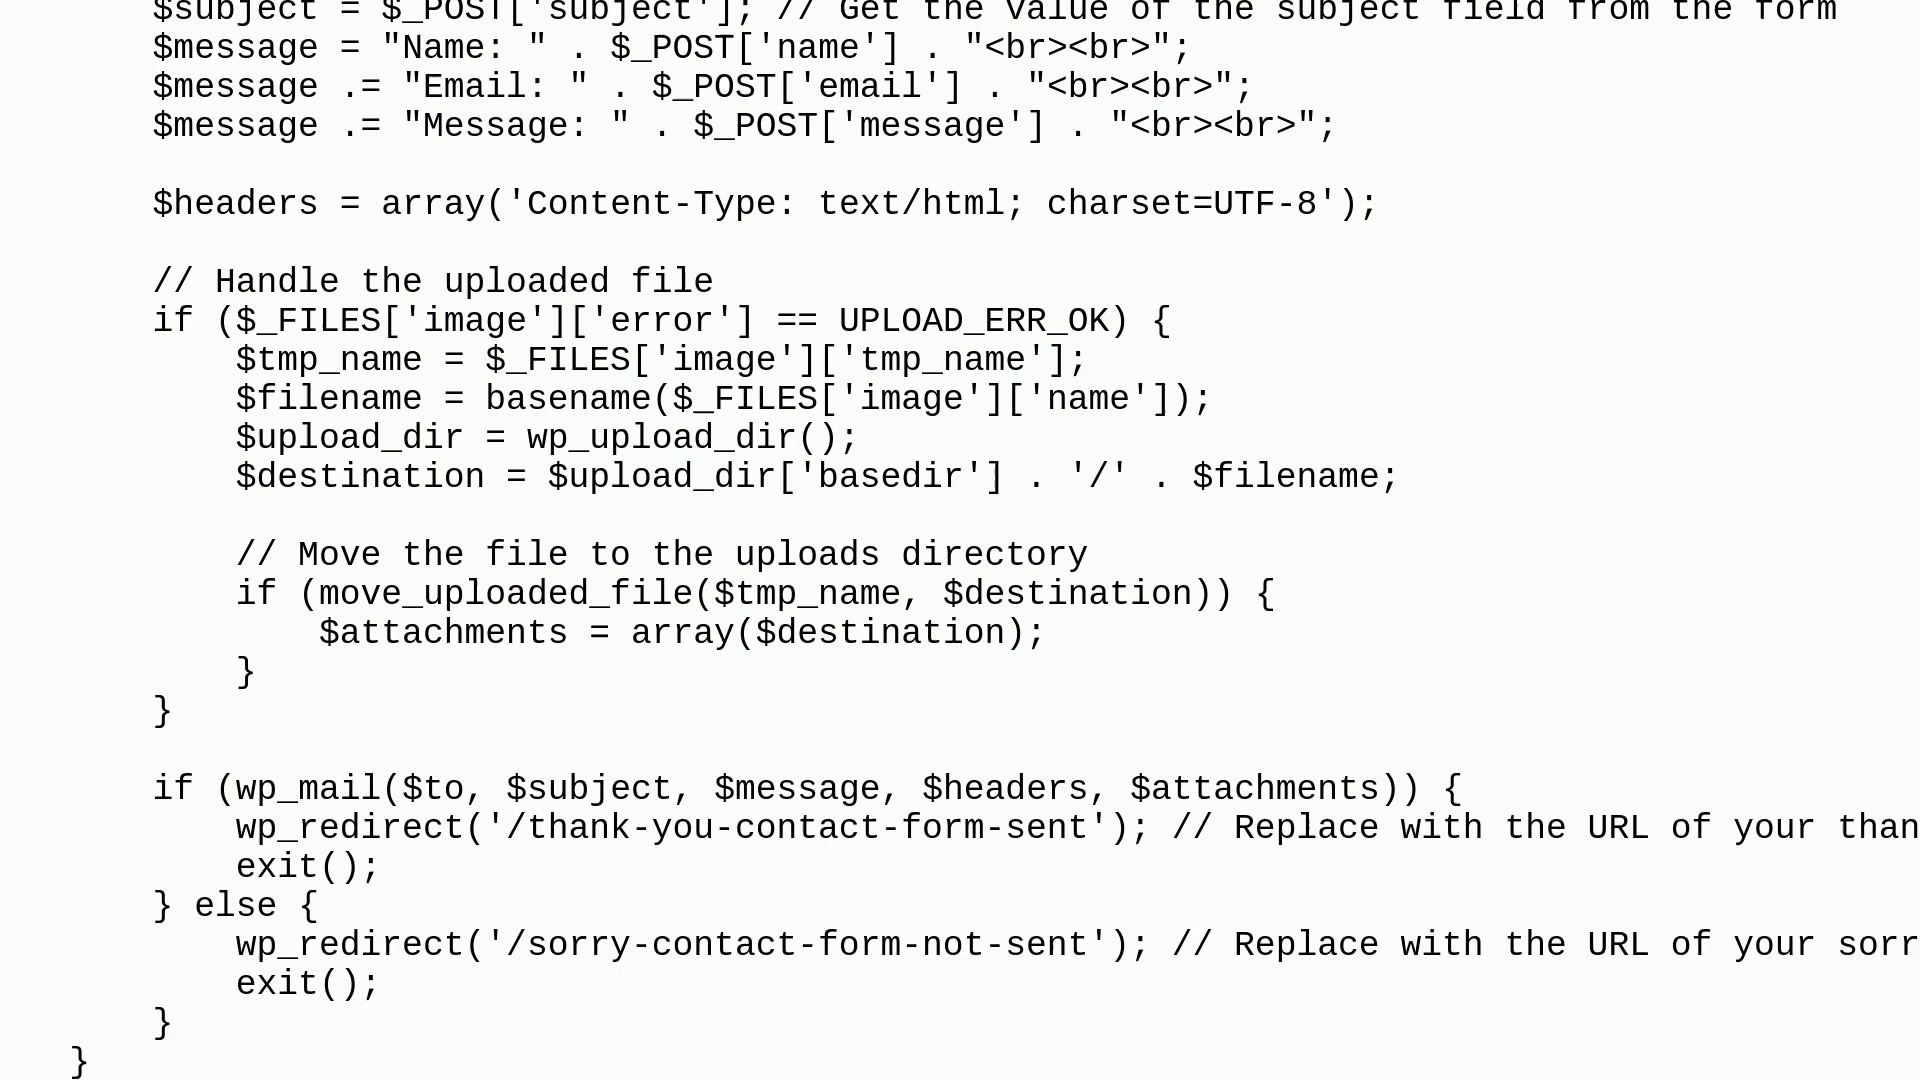 $subject = $_POST['subject']; // Get the value of the subject field from the form
$message = "Name: " . $_POST['name'] . "<br><br>";
$message .= "Email: " . $_POST['email'] . "<br><br>";
$message .= "Message: " . $_POST['message'] . "<br><br>";
$headers = array('Content-Type: text/html; charset=UTF-8');
// Handle the uploaded file
if ($_FILES['image']['error'] == UPLOAD_ERR_OK) {
$tmp_name = $_FILES['image']['tmp_name'];
$filename = basename($_FILES['image']['name']);
$upload_dir = wp_upload_dir();
$destination = $upload_dir['basedir'] . '/' . $filename;
// Move the file to the uploads directory
if (move_uploaded_file($tmp_name, $destination)) {
$attachments = array($destination);
}
}
if (wp_mail($to, $subject, $message, $headers, $attachments)) {
wp_redirect('/thank-you-contact-form-sent'); // Replace with the URL of your than
exit();
} else {
wp_redirect('/sorry-contact-form-not-sent'); // Replace with the URL of your sorr
exit();
}
}